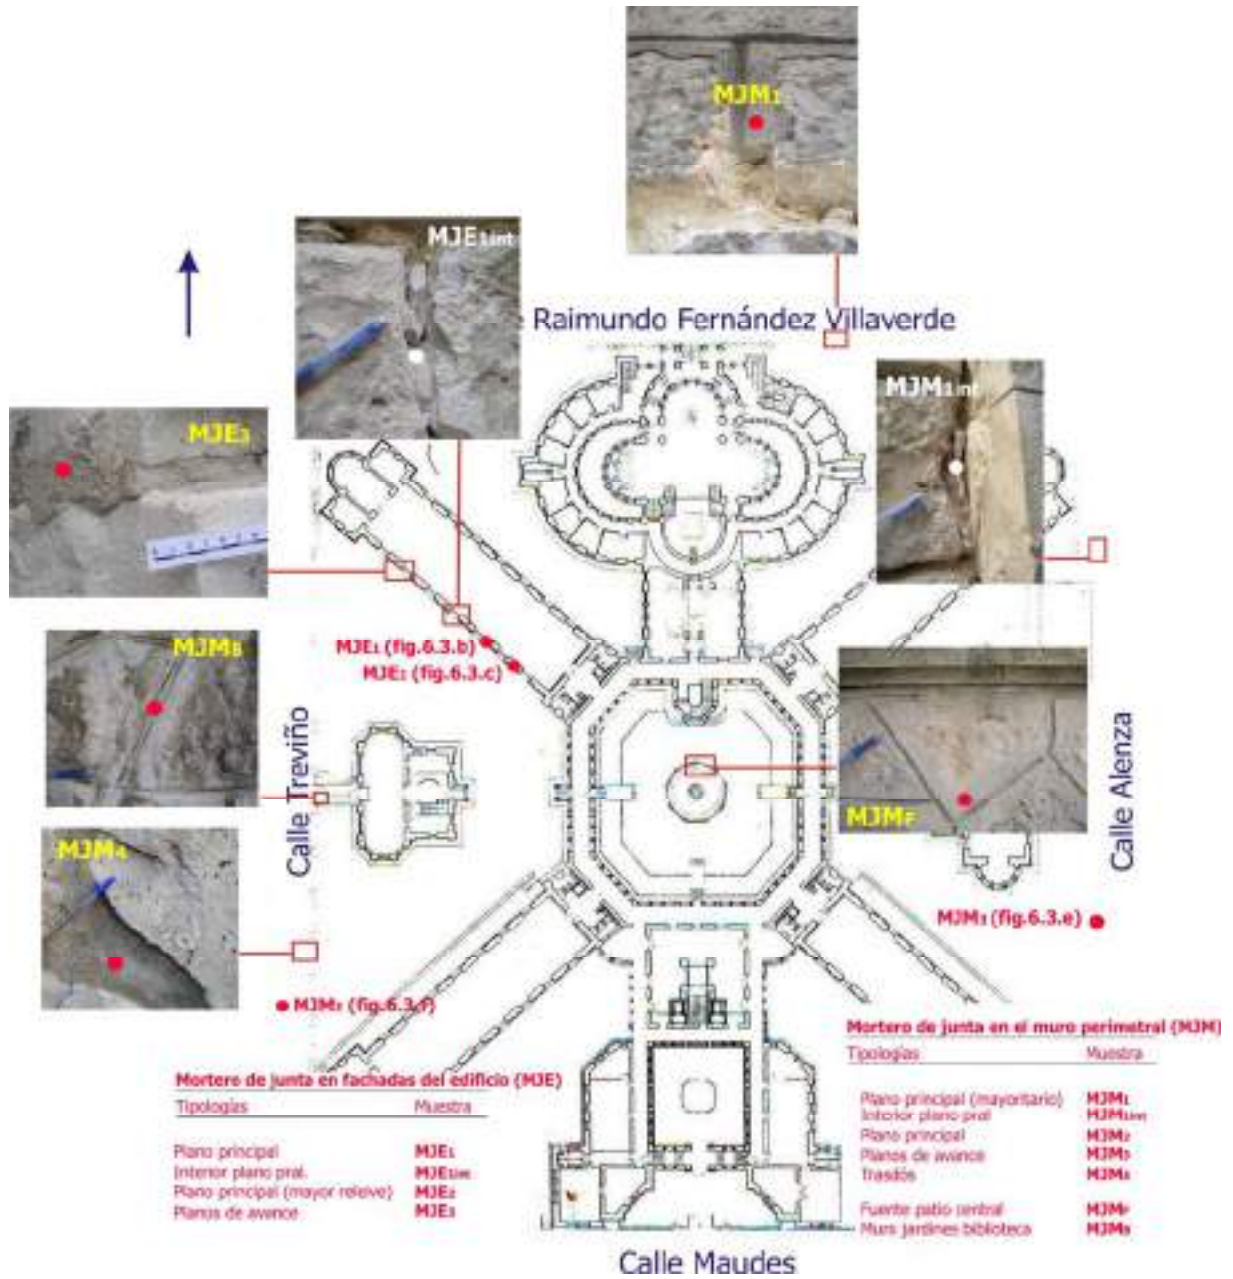 MJM1
MJE1int
Raimundo Fernández Villaverde
MJM1int
MJE3
MJE1 (fig.6.3.b)
MJE2 (fig.6.3.c)
MJMB
Calle Treviño
Calle Alenza
MJMF
MJM4
MJM3 (fig.6.3.e)
MJM2 (fig.6.3.f)
Mortero de junta en el muro perimetral (MJM)
Tipologías Muestra
Plano principal (mayoritario) MJM1
Interior plano pral MJM1int
Plano principal MJM2
Planos de avance MJM3
Trasdós MJM4
Fuente patio central MJMF
Murs jardines biblioteca MJMB
Mortero de junta en fachadas del edificio (MJE)
Tipologías Muestra
Plano principal MJE1
Interior plano pral. MJE1int
Plano principal (mayor releive) MJE2
Planos de avance MJE3
Calle Maudes